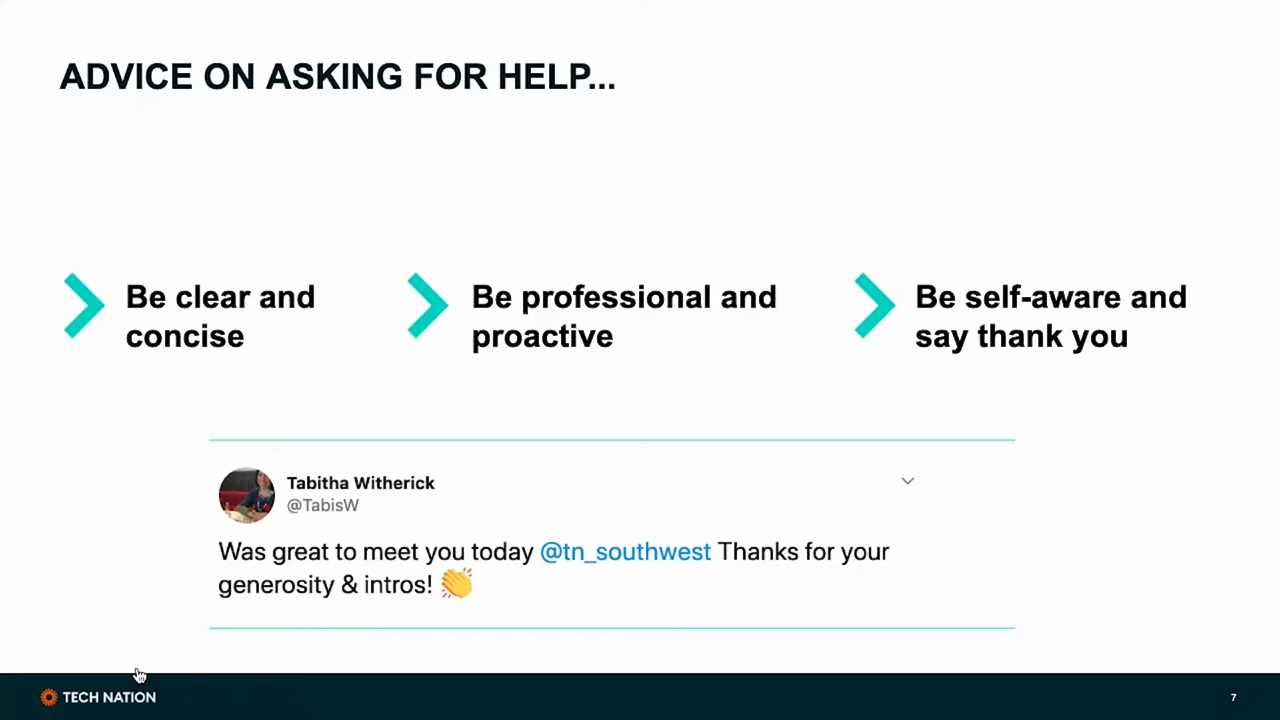 ADVICE ON ASKING FOR HELP...
Be clear and
concise
Be professional and
proactive
Be self-aware and
say thank you
Tabitha Witherick
@TabisW
Was great to meet you today @tn_southwest Thanks for your
generosity & intros! 👏
TECH NATION
7